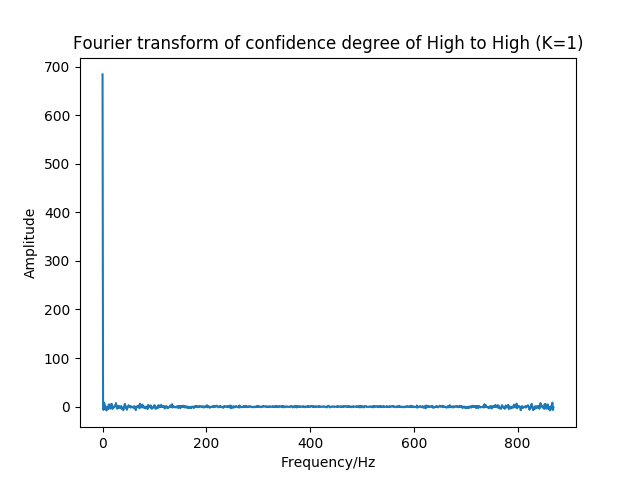 Fourier transform of confidence degree of High to High (K=1)
700
600
500
400
300
200
100
0
Amplitude
0 200 400 600 800
Frequency/Hz